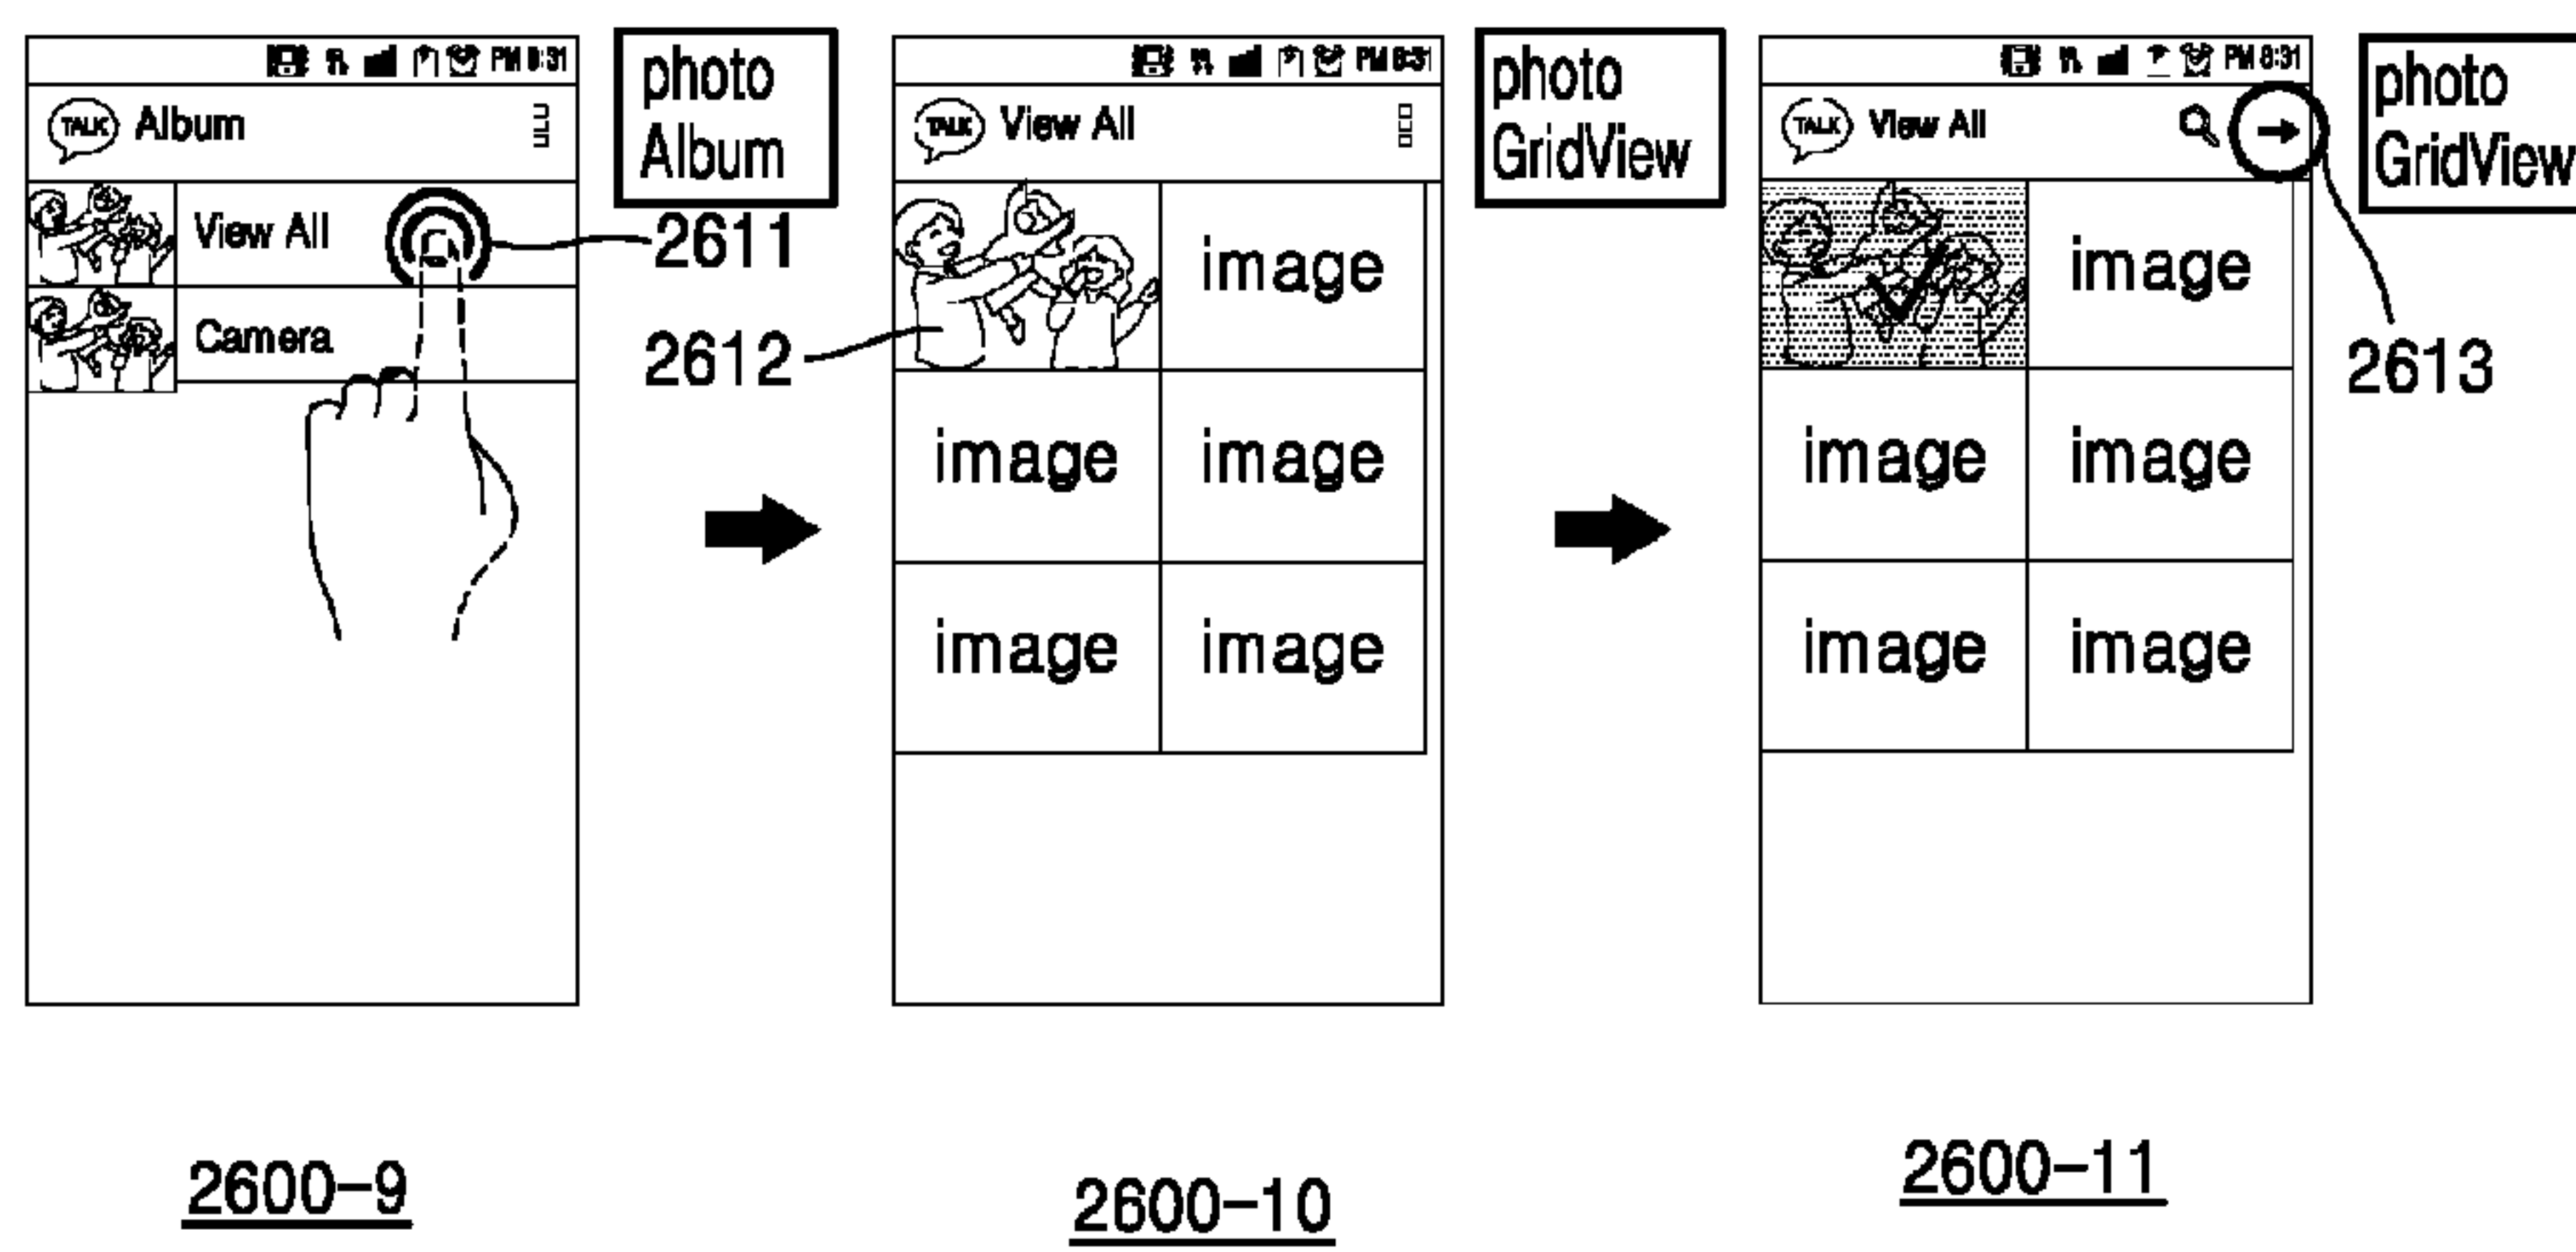 PM 8:31
TALK Album
View All
Camera
photo
Album
2611
2612
PM 8:31
TALK View All
image
image image
image image
photo
GridView
PM 8:31
TALK View All
image
image image
image image
photo
GridView
2613
2600-9
2600-10
2600-11